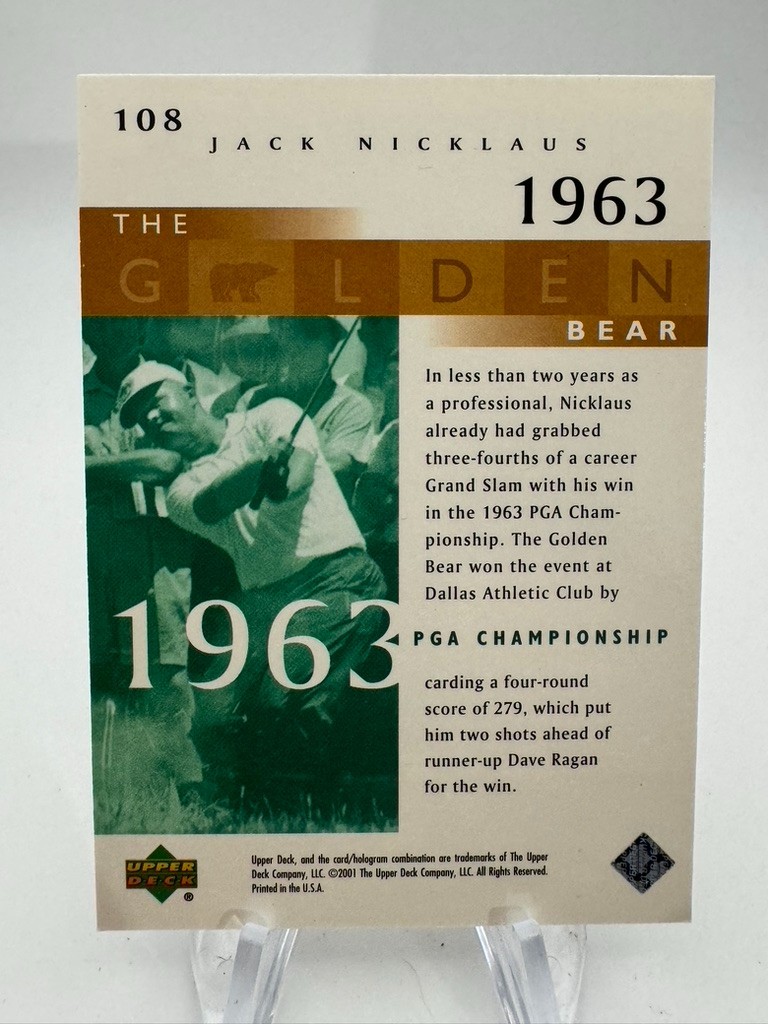 108
JACK NICKLAUS
1963
THE
G LDEN
BEAR
In less than two years as
a professional, Nicklaus
already had grabbed
three-fourths of a career
Grand Slam with his win
in the 1963 PGA Cham-
pionship. The Golden
Bear won the event at
Dallas Athletic Club by
1963
PGA CHAMPIONSHIP
carding a four-round
score of 279, which put
him two shots ahead of
runner-up Dave Ragan
for the win.
UPPER
DECK
®
Upper Deck, and the card/hologram combination are trademarks of The Upper
Deck Company, LLC. ©2001 The Upper Deck Company, LLC. All Rights Reserved.
Printed in the U.S.A.